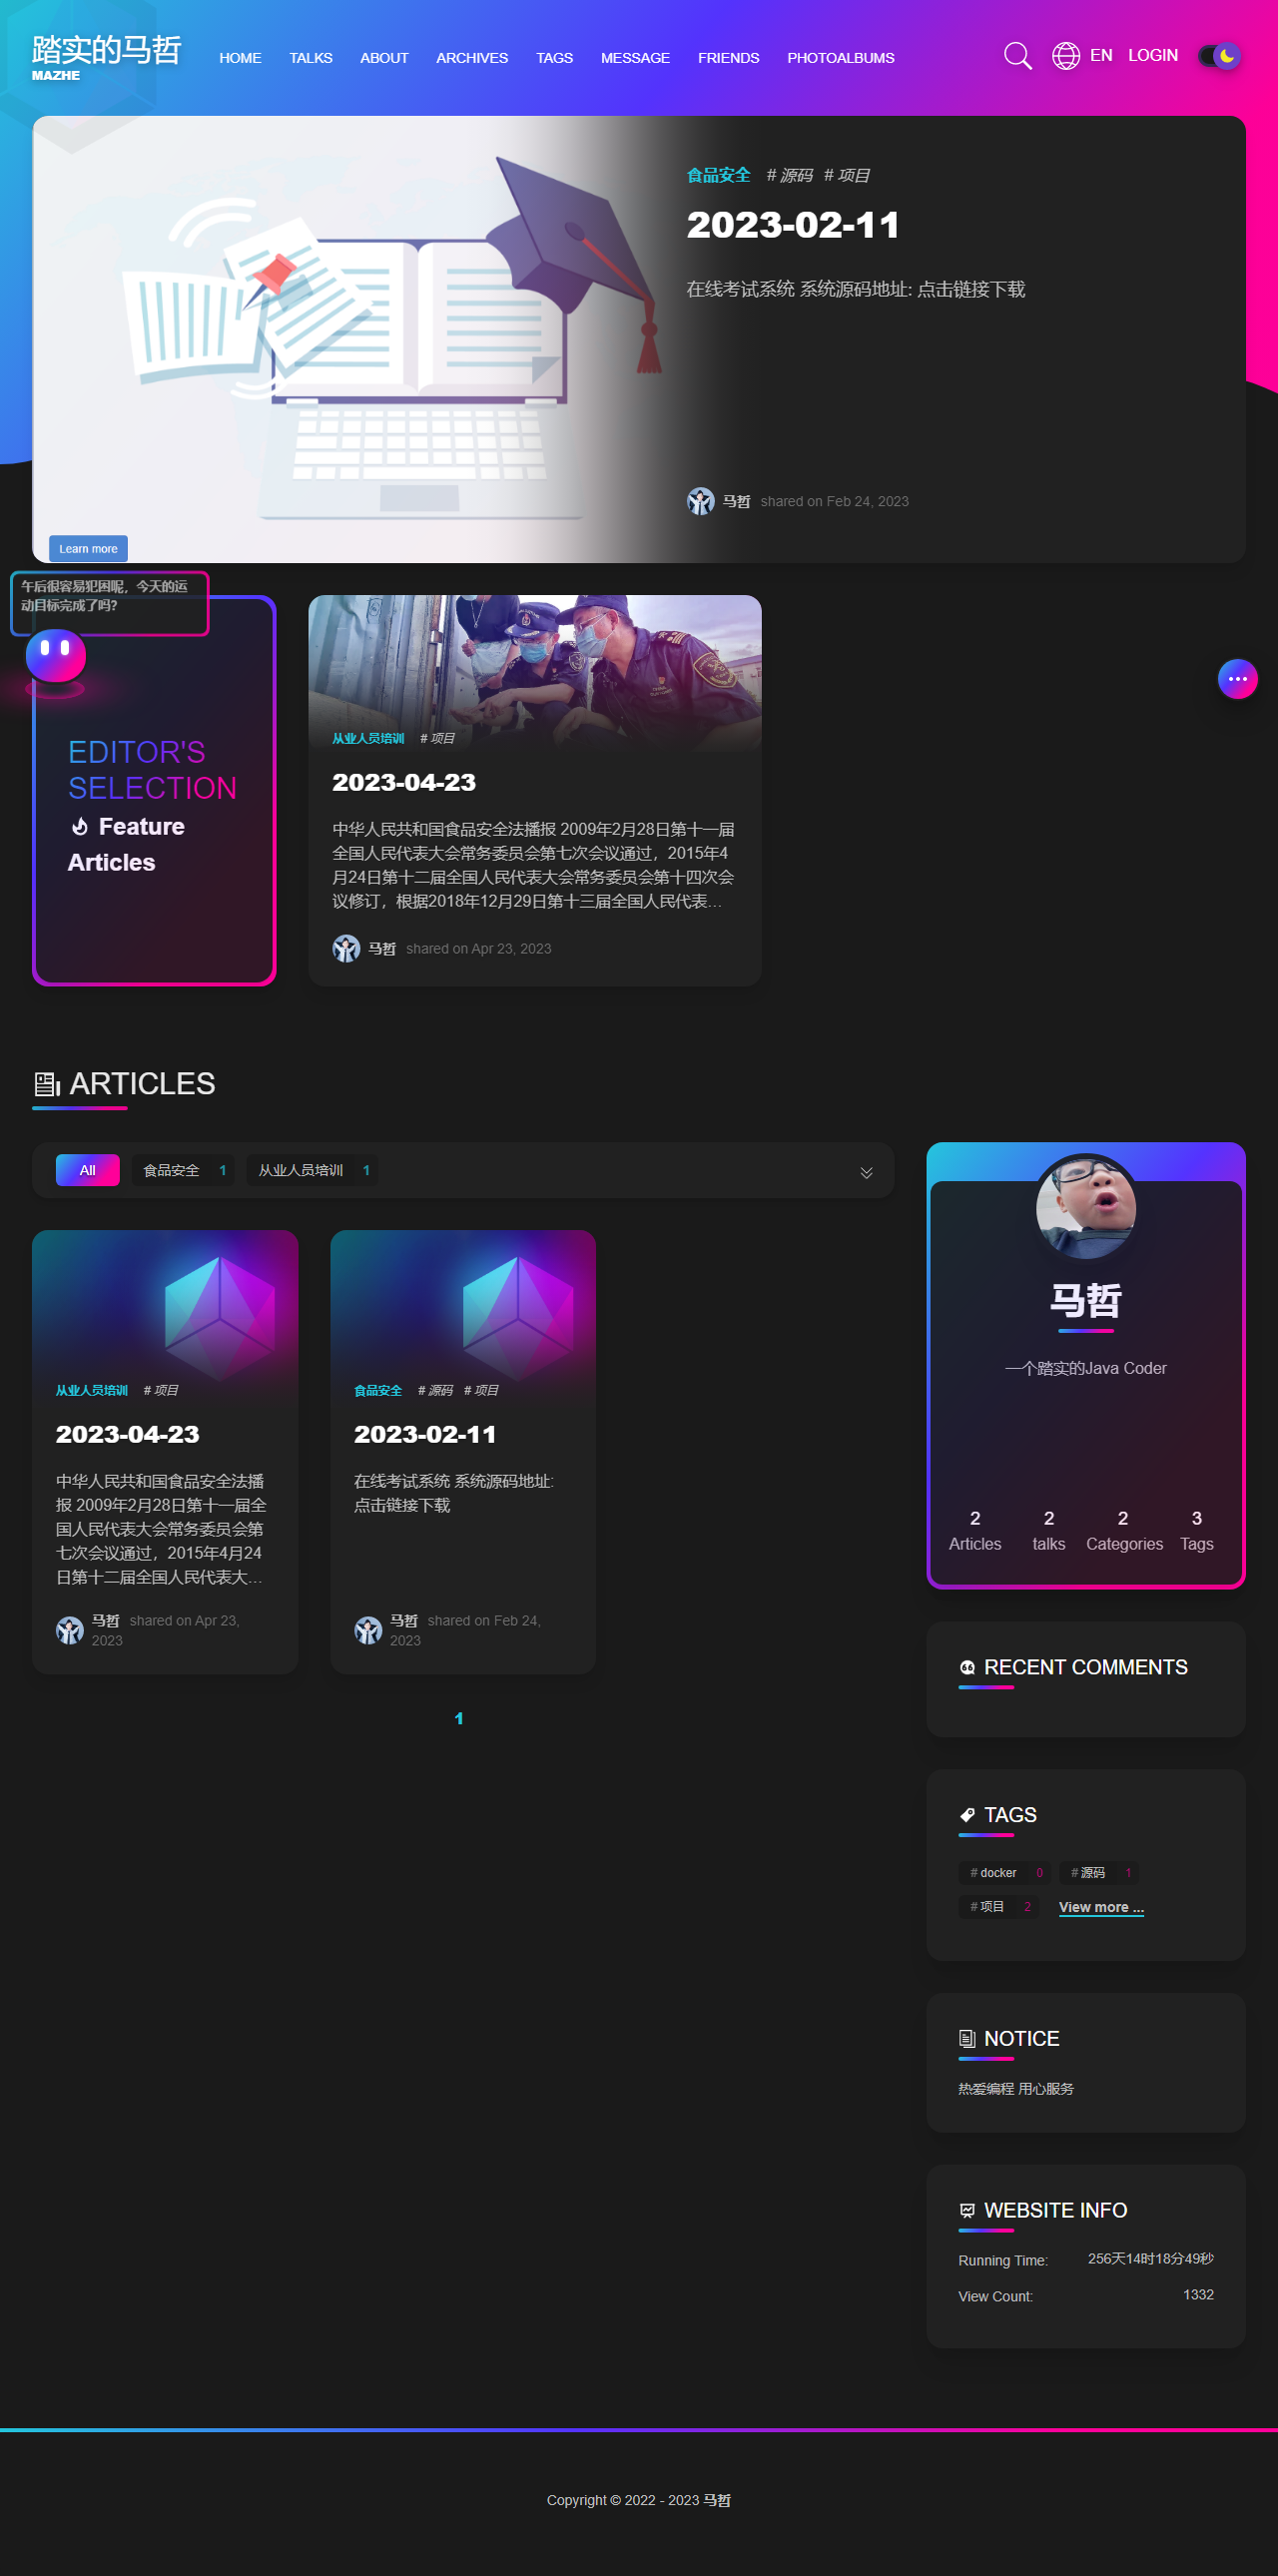 踏实的马哲
MAZHE
HOME TALKS ABOUT ARCHIVES TAGS MESSAGE FRIENDS PHOTOALBUMS
EN LOGIN
食品安全 # 源码 # 项目
2023-02-11
在线考试系统 系统源码地址: 点击链接下载
马哲 shared on Feb 24, 2023
Learn more
午后很容易犯困呢，今天的运
动目标完成了吗？
EDITOR'S
SELECTION
Feature
Articles
从业人员培训 # 项目
2023-04-23
中华人民共和国食品安全法播报 2009年2月28日第十一届
全国人民代表大会常务委员会第七次会议通过，2015年4
月24日第十二届全国人民代表大会常务委员会第十四次会
议修订，根据2018年12月29日第十三届全国人民代表...
马哲 shared on Apr 23, 2023
ARTICLES
All 食品安全 1 从业人员培训 1
从业人员培训 # 项目
2023-04-23
中华人民共和国食品安全法播
报 2009年2月28日第十一届全
国人民代表大会常务委员会第
七次会议通过，2015年4月24
日第十二届全国人民代表大...
马哲 shared on Apr 23,
2023
食品安全 # 源码 # 项目
2023-02-11
在线考试系统 系统源码地址:
点击链接下载
马哲 shared on Feb 24,
2023
1
马哲
一个踏实的Java Coder
2 2 2 3
Articles talks Categories Tags
RECENT COMMENTS
TAGS
# docker 0 # 源码 1
# 项目 2 View more ...
NOTICE
热爱编程 用心服务
WEBSITE INFO
Running Time: 256天14时18分49秒
View Count: 1332
Copyright © 2022 - 2023 马哲